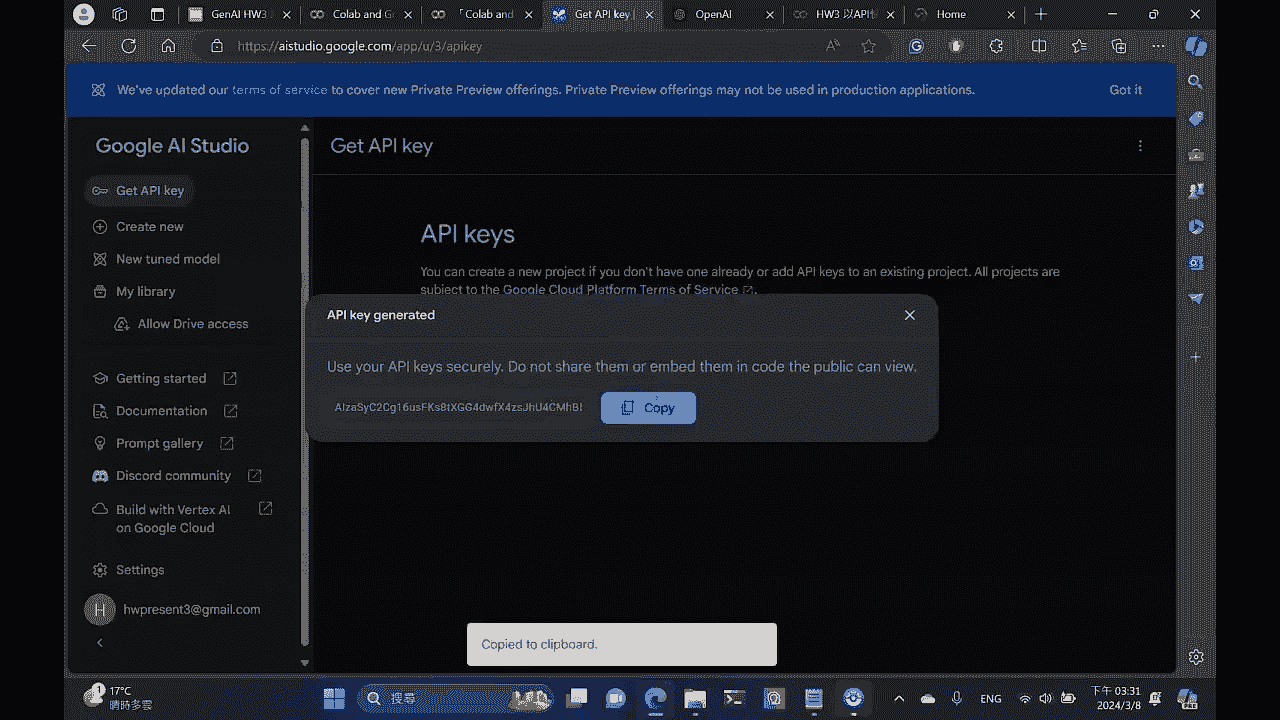 GenAI HW3
Colab and G
「Colab and
Get API key |
OpenAI
HW3 以API
Home
https://aistudio.google.com/app/u/3/apikey
We've updated our terms of service to cover new Private Preview offerings. Private Preview offerings may not be used in production applications.
Got it
Google AI Studio
Get API key
Get API key
Create new
New tuned model
My library
Allow Drive access
Getting started
Documentation
Prompt gallery
Discord community
Build with Vertex AI
on Google Cloud
Settings
H
hwpresent3@gmail.com
API keys
You can create a new project if you don't have one already or add API keys to an existing project. All projects are
subject to the Google Cloud Platform Terms of Service
API key generated
Use your API keys securely. Do not share them or embed them in code the public can view.
Copy
Copied to clipboard.
1
17°C
晴時多雲
搜尋
ENG
下午 03:31
2024/3/8